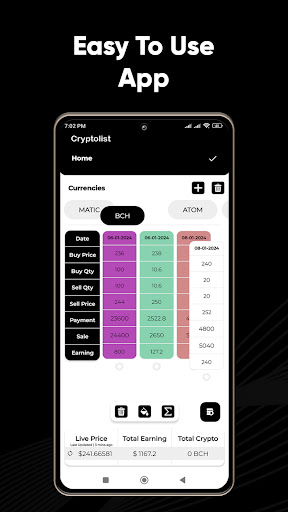 Easy To Use
App
7:02 PM
Cryptolist
Home
Currencies
MATIC BCH ATOM
Date 06-01-2024 06-01-2024 08-01-2024 08-01-2024
Buy Price 236 238 240
Buy Qty 100 10.6 20
Sell Qty 100 10.6 20
Sell Price 244 250 252
Payment 23600 2522.8 4800
Sale 24400 2650 5040
Earning 800 127.2 240
Live Price Total Earning Total Crypto
Last Updated | 0 mins ago
$241.66581 $ 1167.2 0 BCH